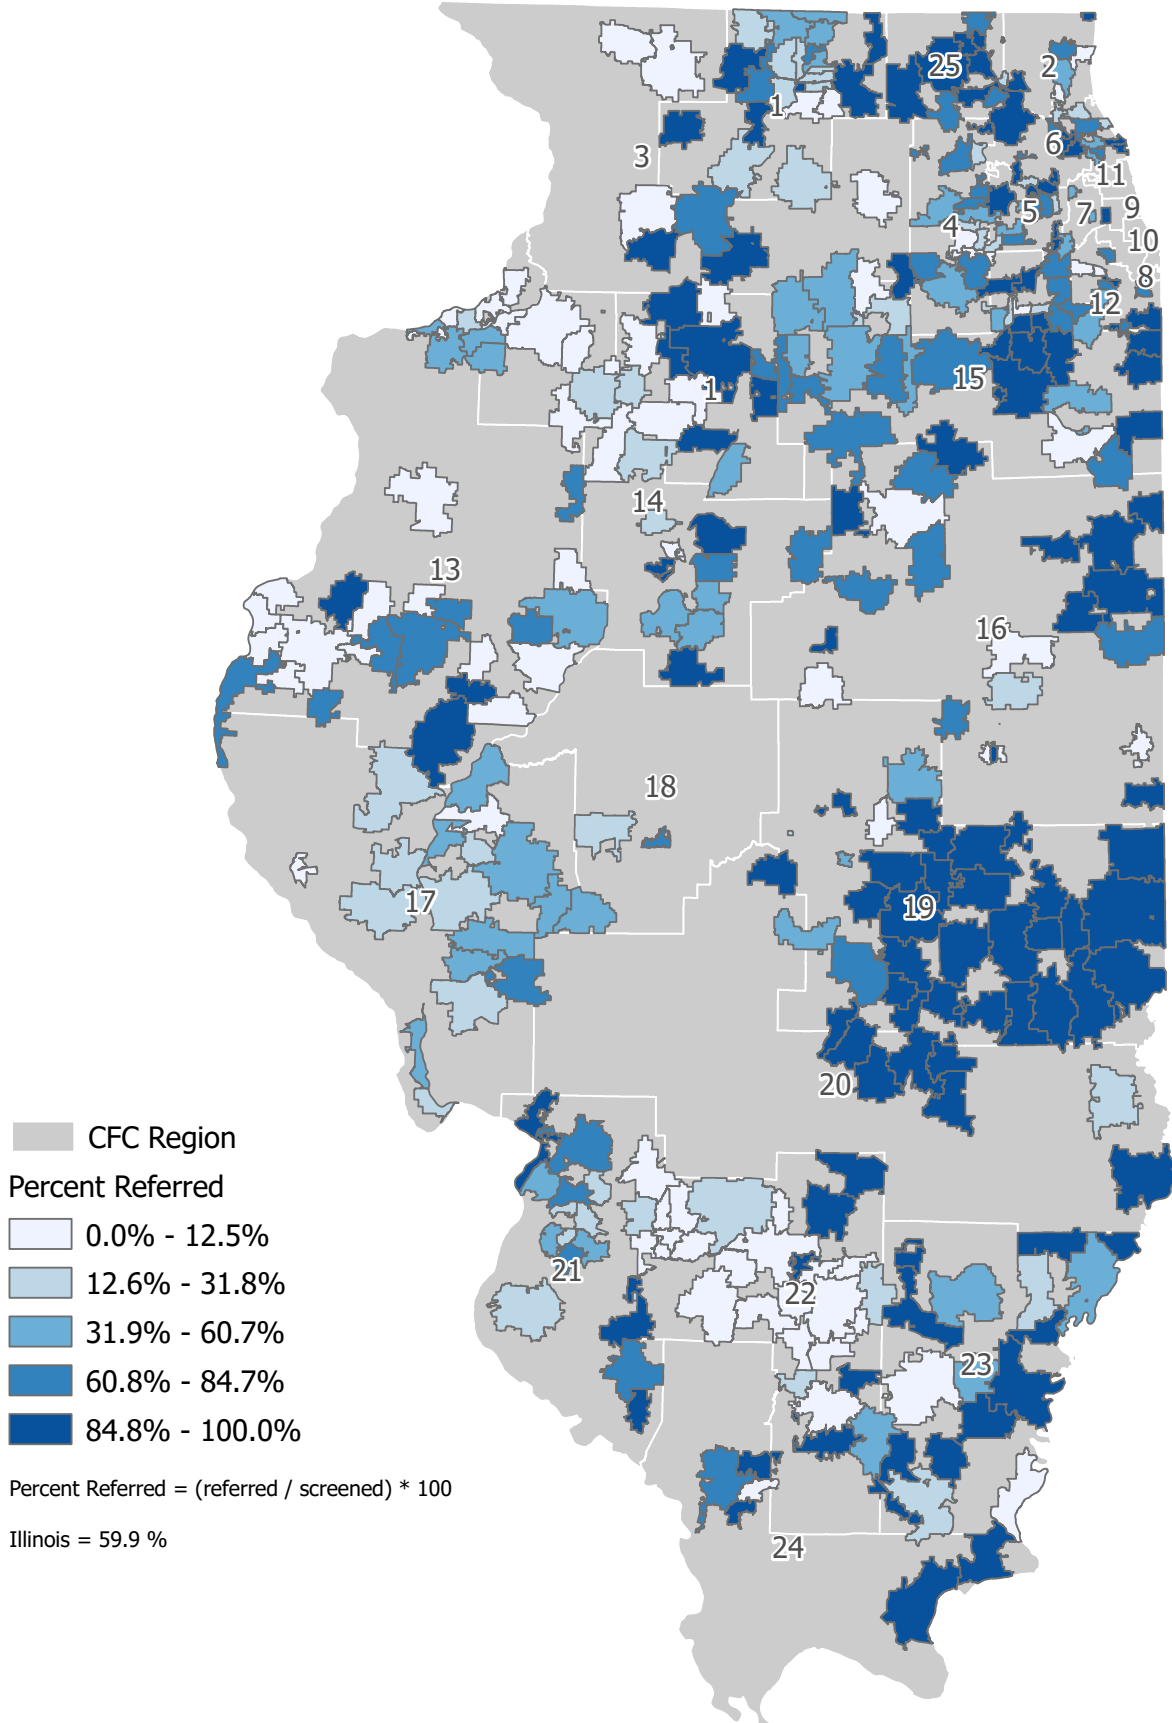 25
2
1
6
3
11
5
7
9
4
10
8
12
15
1
14
13
16
18
17
19
20
CFC Region
Percent Referred
0.0% - 12.5%
12.6% - 31.8%
31.9% - 60.7%
60.8% - 84.7%
84.8% - 100.0%
21
22
23
Percent Referred = (referred / screened) * 100
Illinois = 59.9 %
24